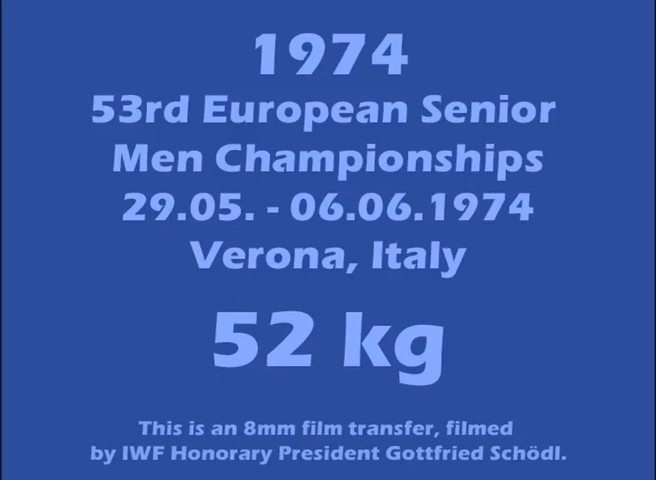 1974
53rd European Senior
Men Championships
29.05. - 06.06.1974
Verona, Italy
52 kg
This is an 8mm film transfer, filmed
by IWF Honorary President Gottfried Schödl.